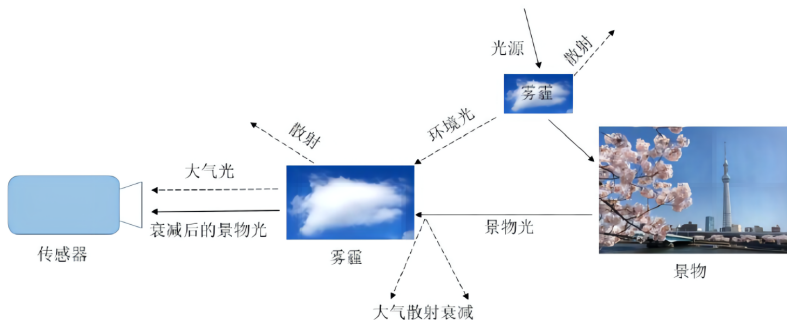 光源
散射
雾霾
散射
环境光
大气光
衰减后的景物光
景物光
传感器
雾霾
景物
大气散射衰减